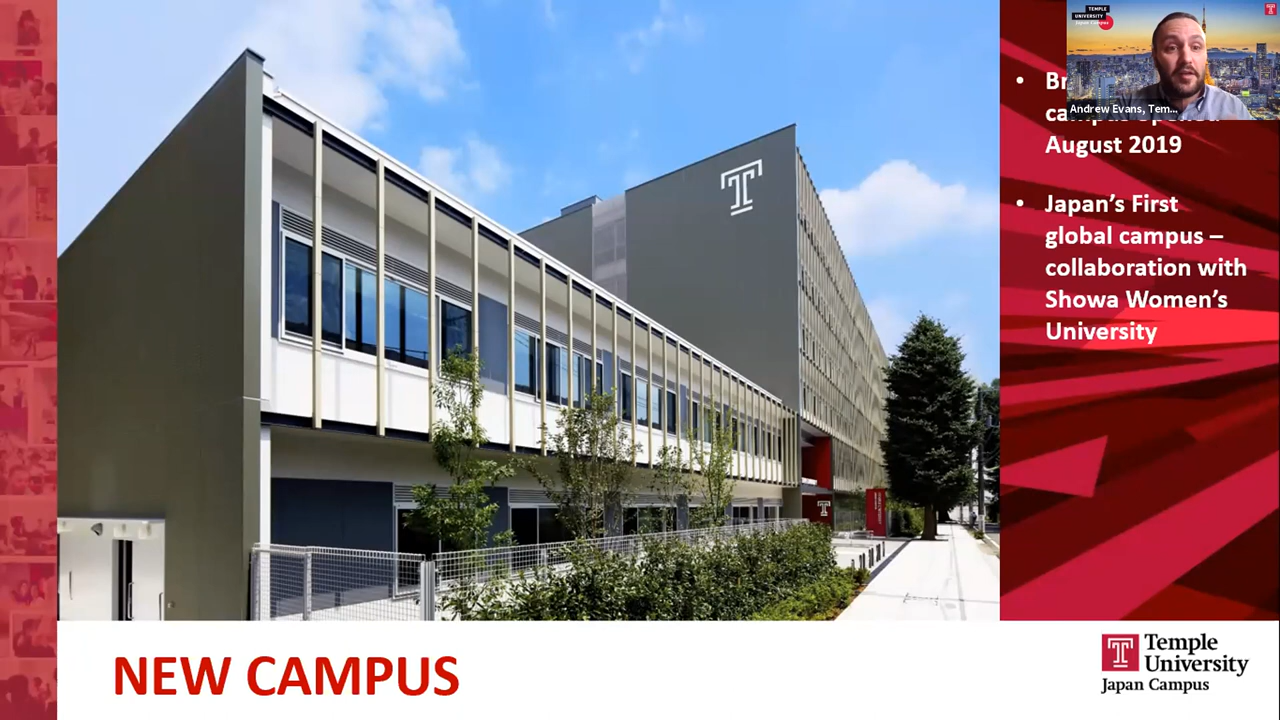 TEMPLE
UNIVERSITY
Japan Campus
Andrew Evans, Tem...
• Br
August 2019
• Japan’s First
global campus –
collaboration with
Showa Women’s
University
NEW CAMPUS
Temple
University
Japan Campus